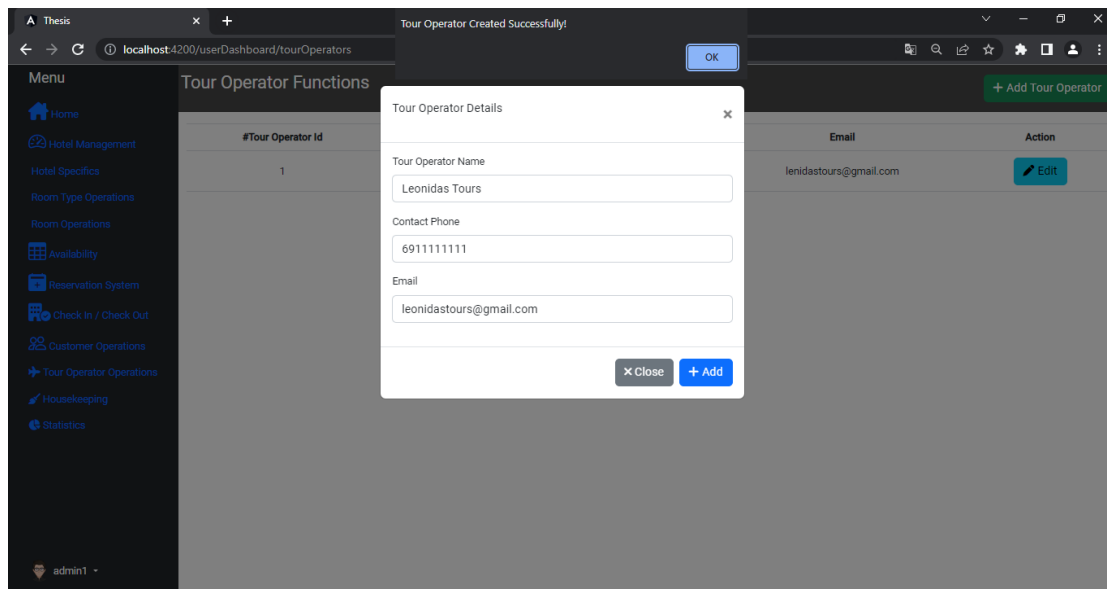 Thesis
localhost:4200/userDashboard/tourOperators
Tour Operator Created Successfully!
OK
Menu
Home
Hotel Management
Hotel Specifics
Room Type Operations
Room Operations
Availability
Reservation System
Check In / Check Out
Customer Operations
Tour Operator Operations
Housekeeping
Statistics
admin1
Tour Operator Functions
+ Add Tour Operator
#Tour Operator Id Email Action
1 lenidastours@gmail.com Edit
Tour Operator Details
Tour Operator Name
Leonidas Tours
Contact Phone
6911111111
Email
leonidastours@gmail.com
Close + Add